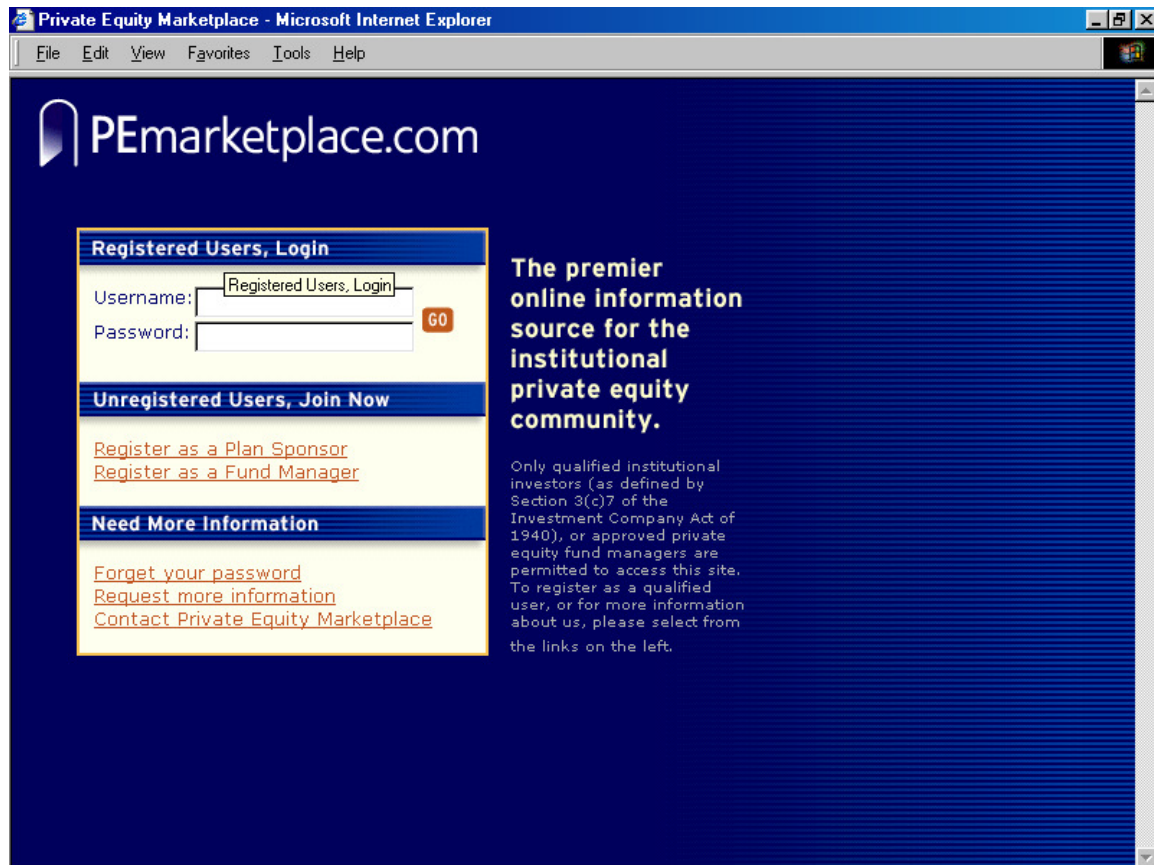 Private Equity Marketplace - Microsoft Internet Explorer
File Edit View Favorites Tools Help
PEmarketplace.com
Registered Users, Login
Registered Users, Login
Username:
Password:
GO
Unregistered Users, Join Now
Register as a Plan Sponsor
Register as a Fund Manager
Need More Information
Forget your password
Request more information
Contact Private Equity Marketplace
The premier
online information
source for the
institutional
private equity
community.
Only qualified institutional
investors (as defined by
Section 3(c)7 of the
Investment Company Act of
1940), or approved private
equity fund managers are
permitted to access this site.
To register as a qualified
user, or for more information
about us, please select from
the links on the left.